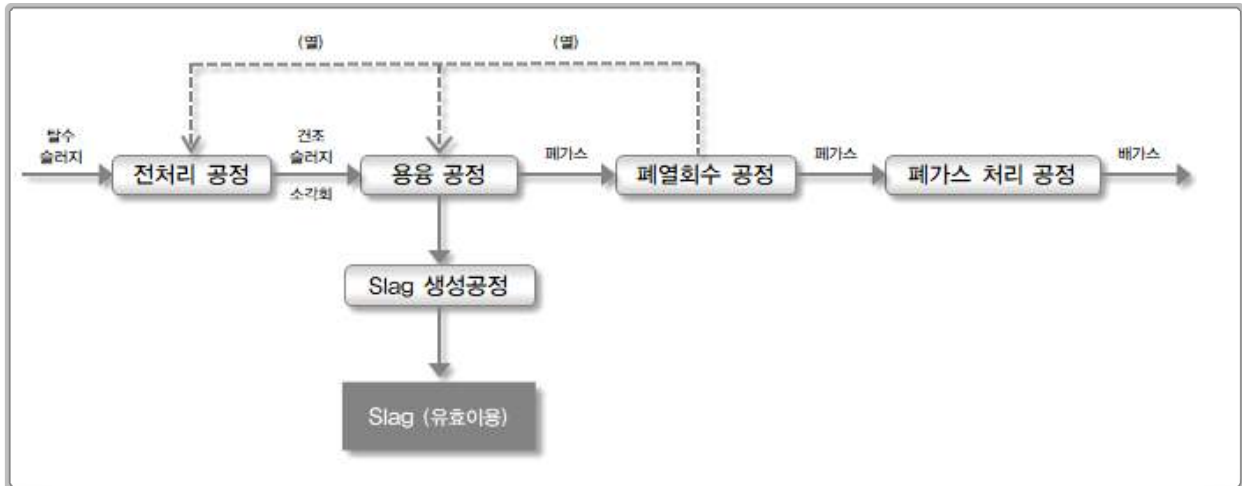 (열)
(열)
탈수
슬러지
전처리 공정
건조
슬러지
소각회
용융 공정
폐가스
폐열회수 공정
폐가스
폐가스 처리 공정
배가스
Slag 생성공정
Slag (유효이용)